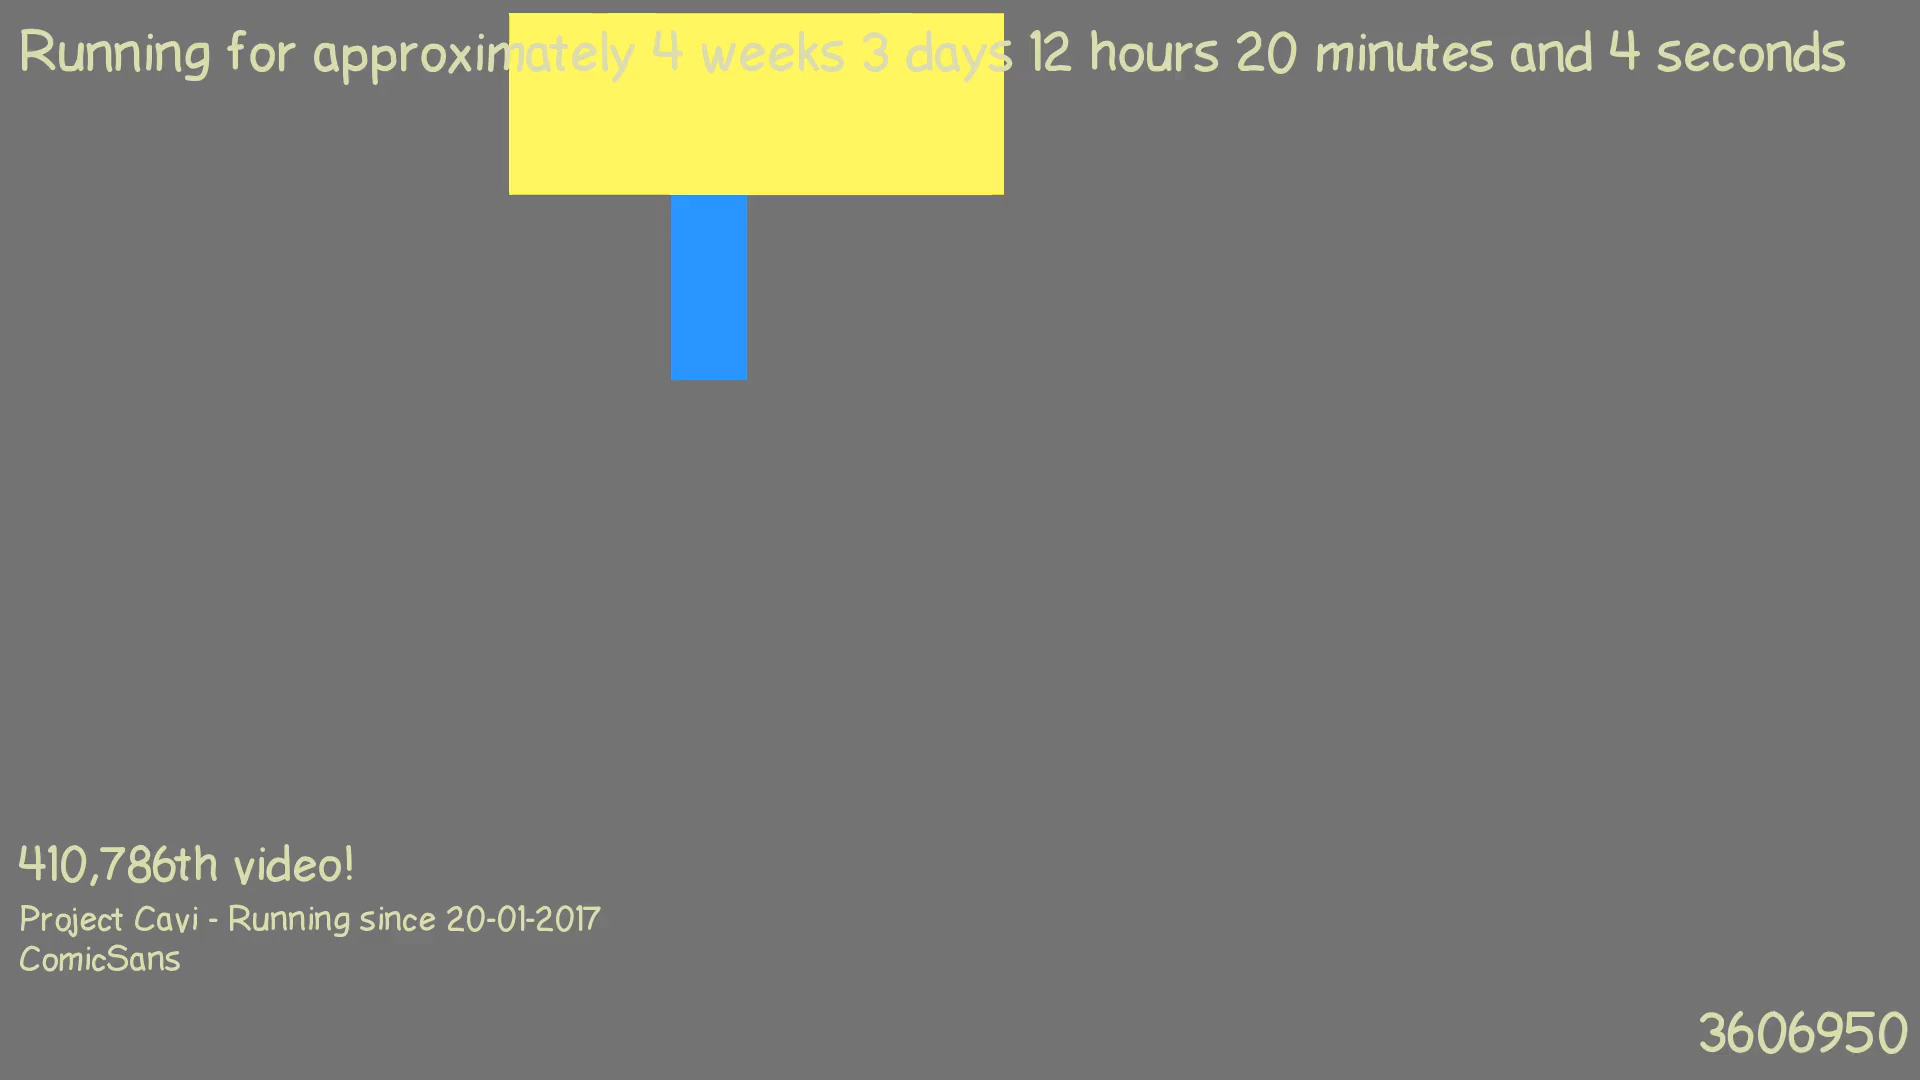 Running for approximately 4 weeks 3 days 12 hours 20 minutes and 4 seconds
410,786th video!
Project Cavi - Running since 20-01-2017
ComicSans
3606950